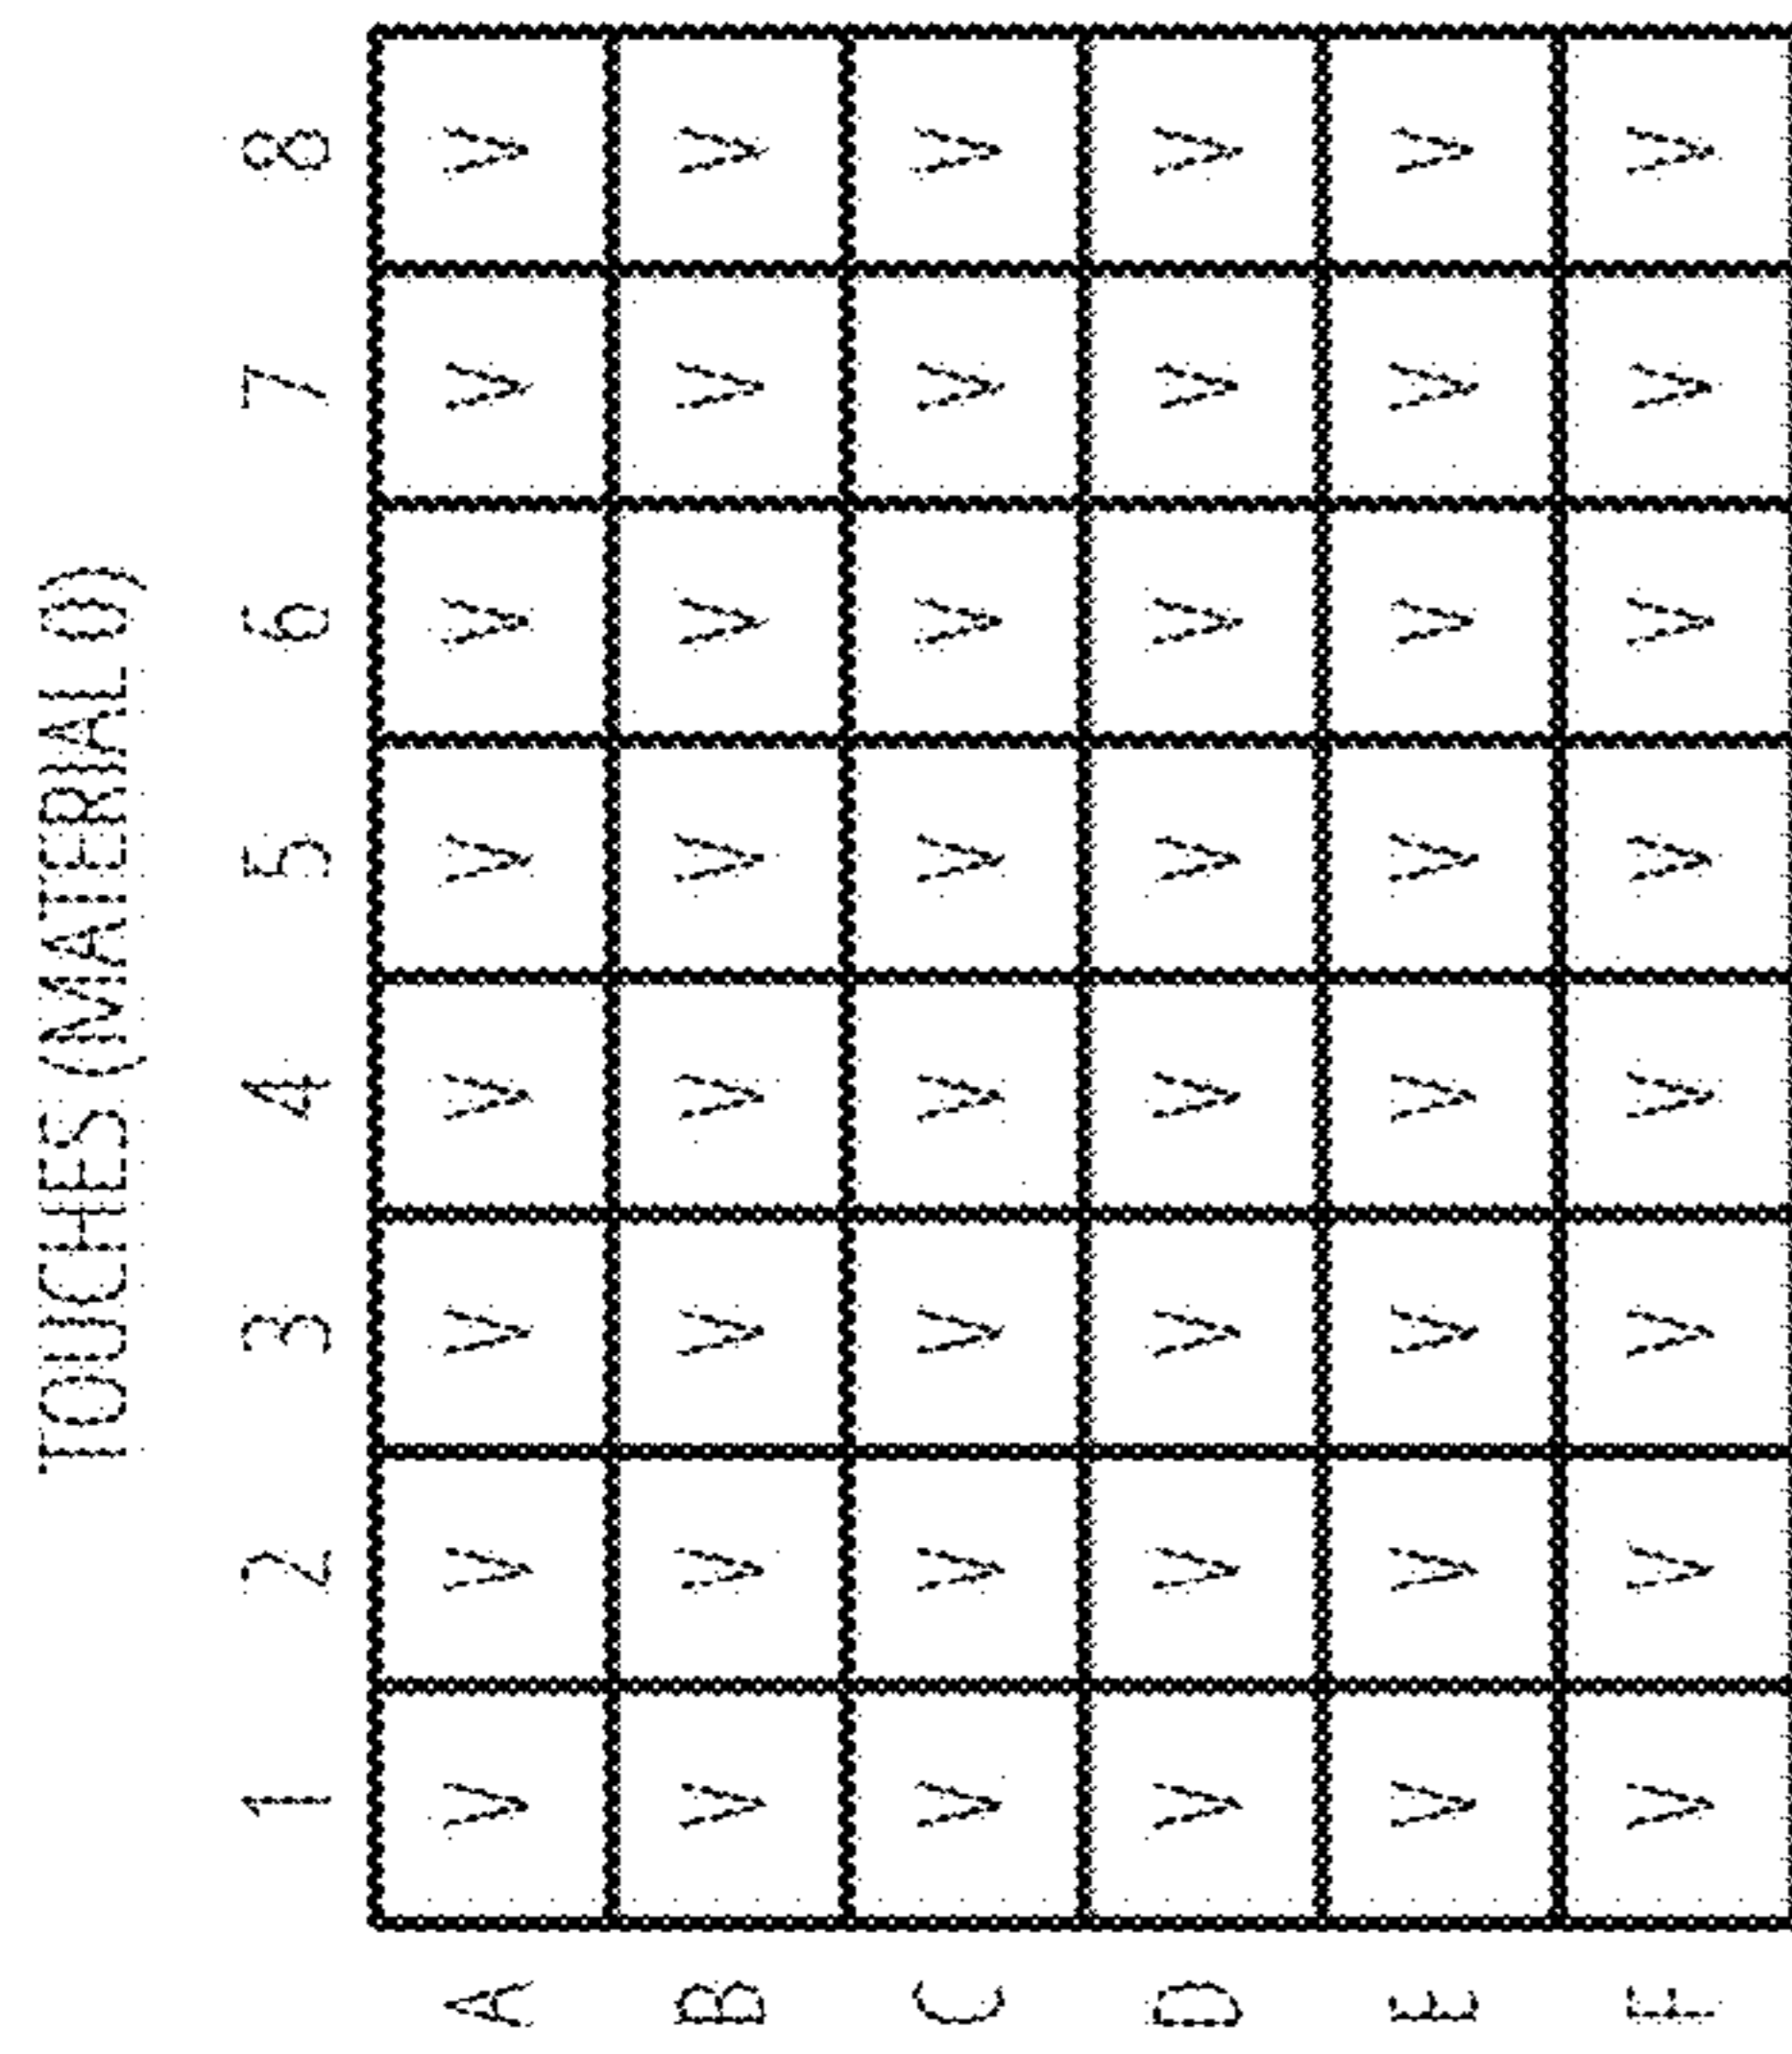 TOUCHES (MATERIAL 0)
1 2 3 4 5 6 7 8
A V V V V V V V V
B V V V V V V V V
C V V V V V V V V
D V V V V V V V V
E V V V V V V V V
F V V V V V V V V